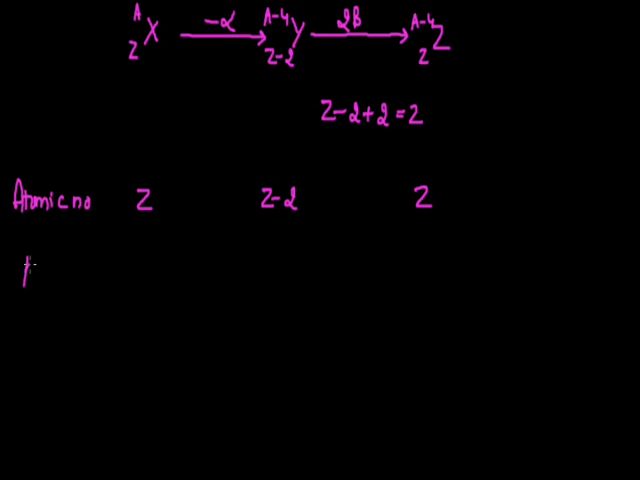 A Z X -α→ A-4 Z-2 Y 2β→ A-4 Z Z
Z-2+2=Z
Atomic no Z Z-2 Z